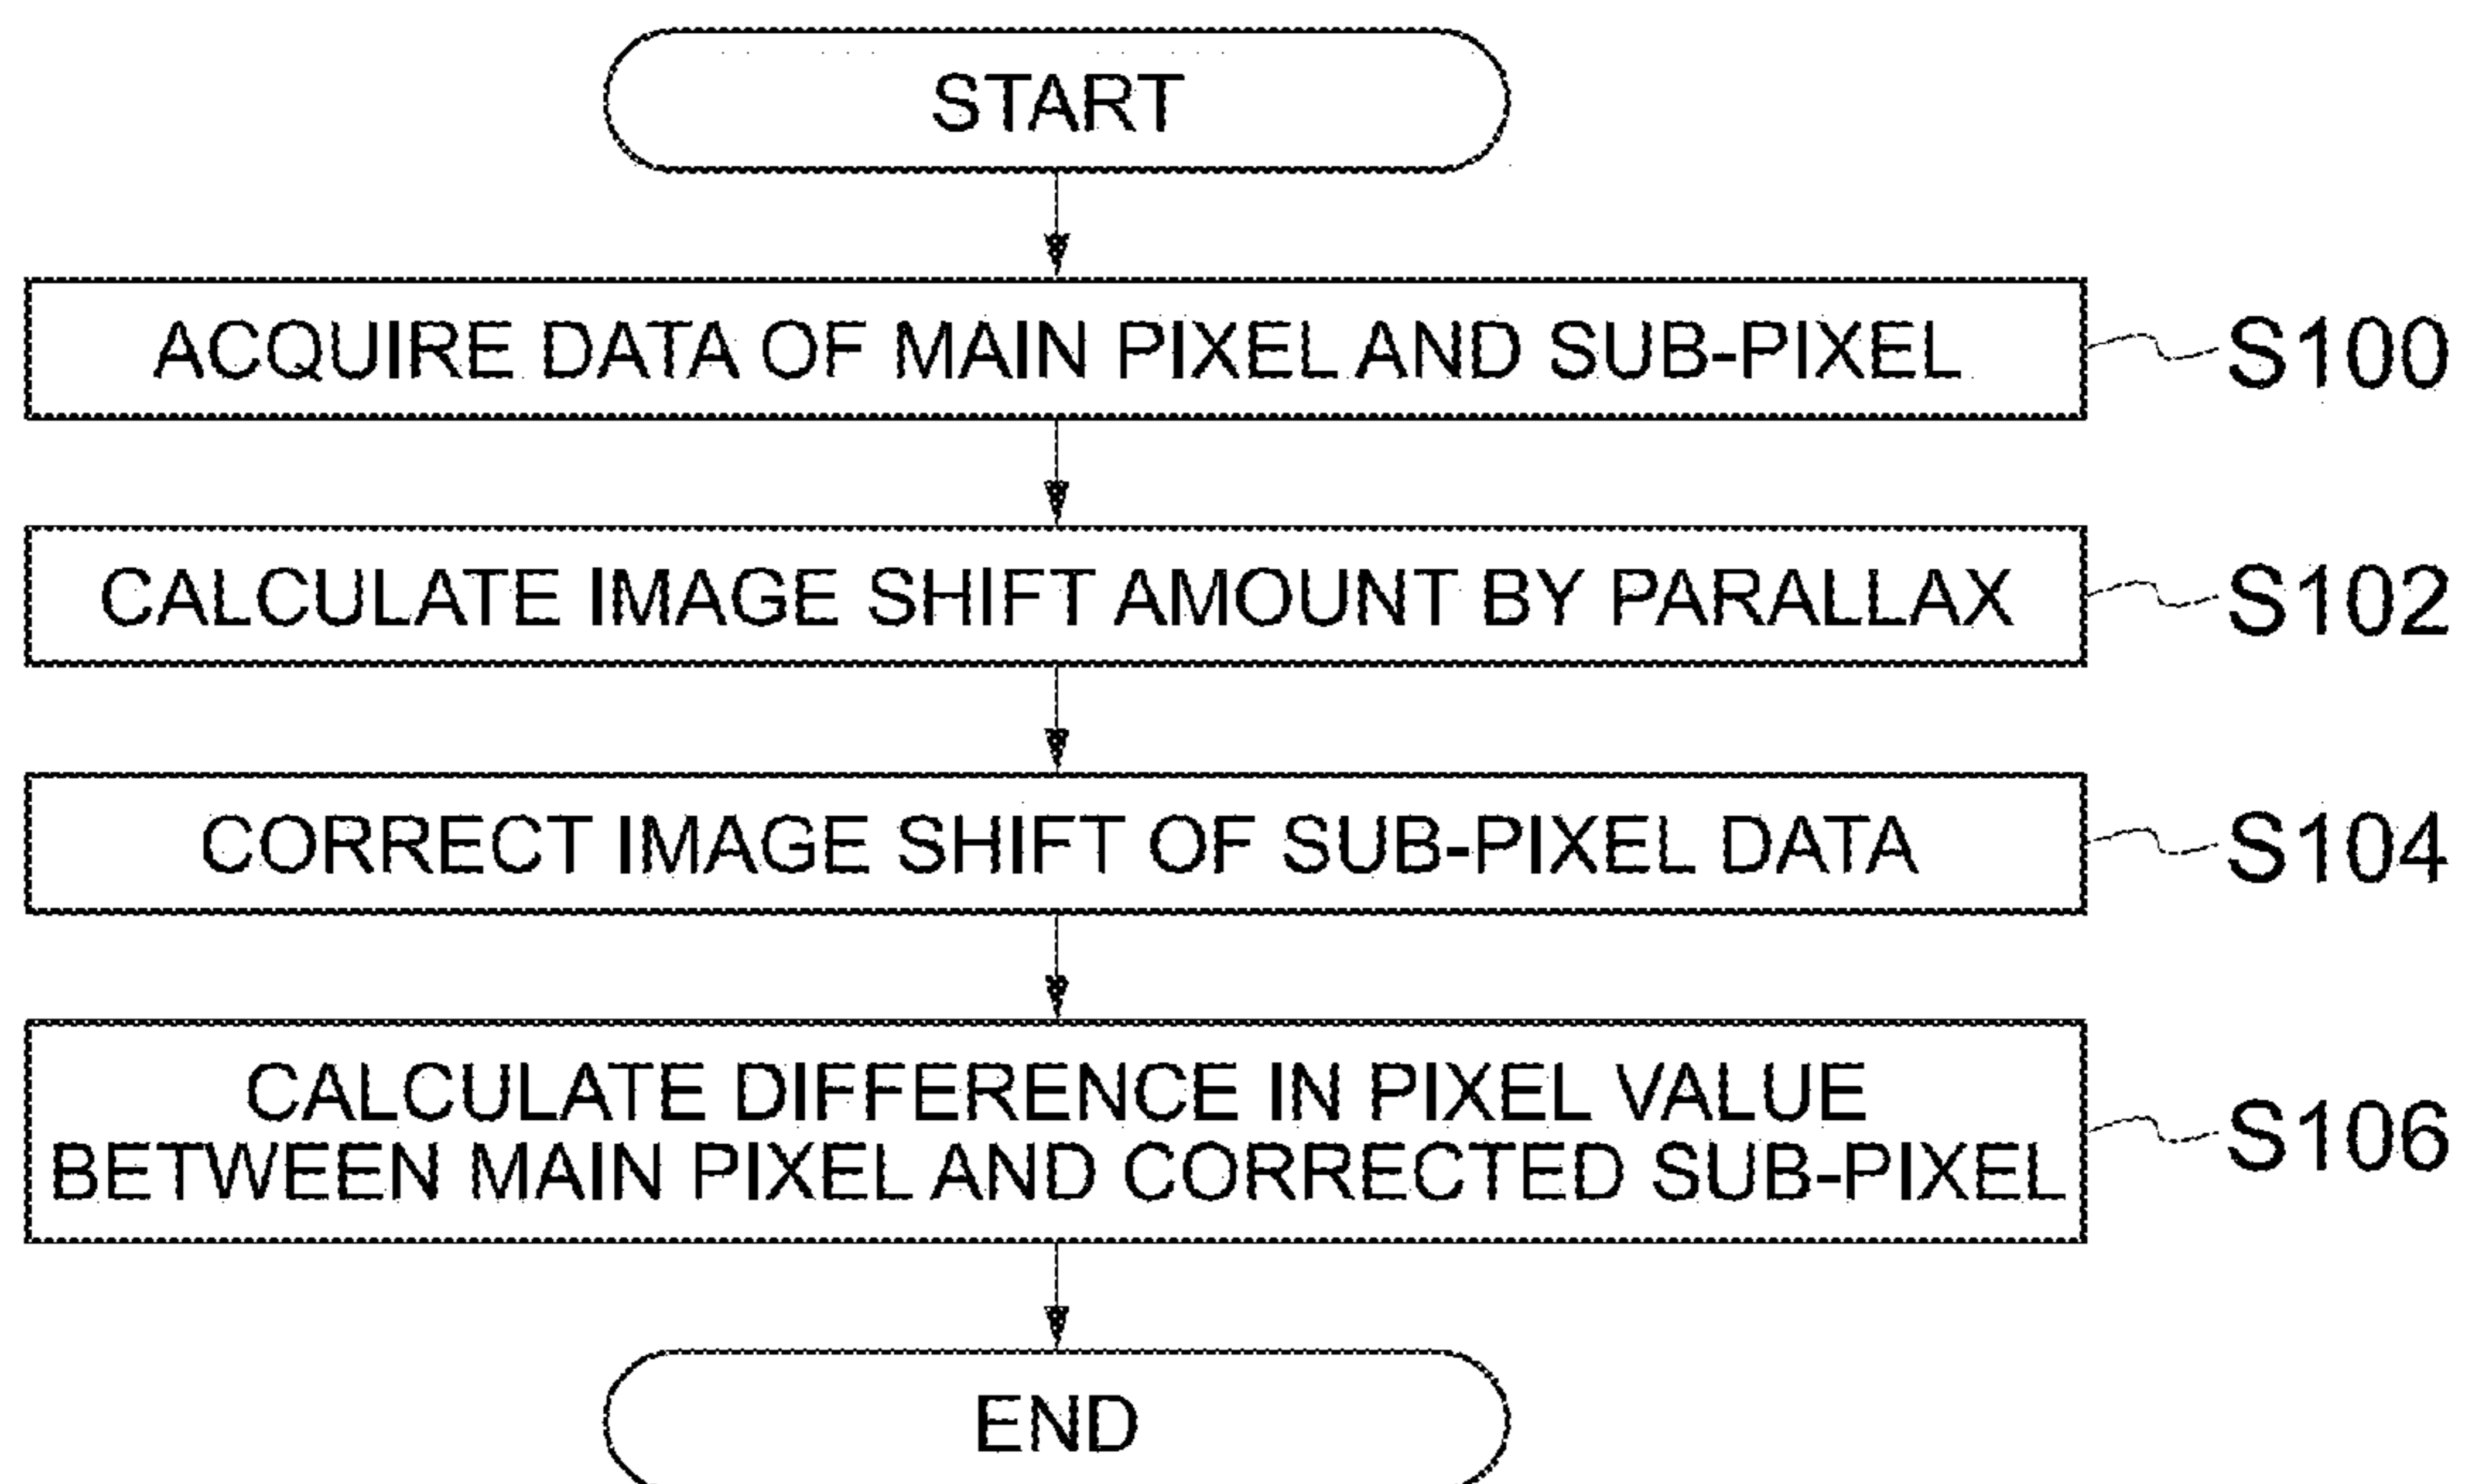 START
ACQUIRE DATA OF MAIN PIXEL AND SUB-PIXEL S100
CALCULATE IMAGE SHIFT AMOUNT BY PARALLAX S102
CORRECT IMAGE SHIFT OF SUB-PIXEL DATA S104
CALCULATE DIFFERENCE IN PIXEL VALUE
BETWEEN MAIN PIXEL AND CORRECTED SUB-PIXEL S106
END